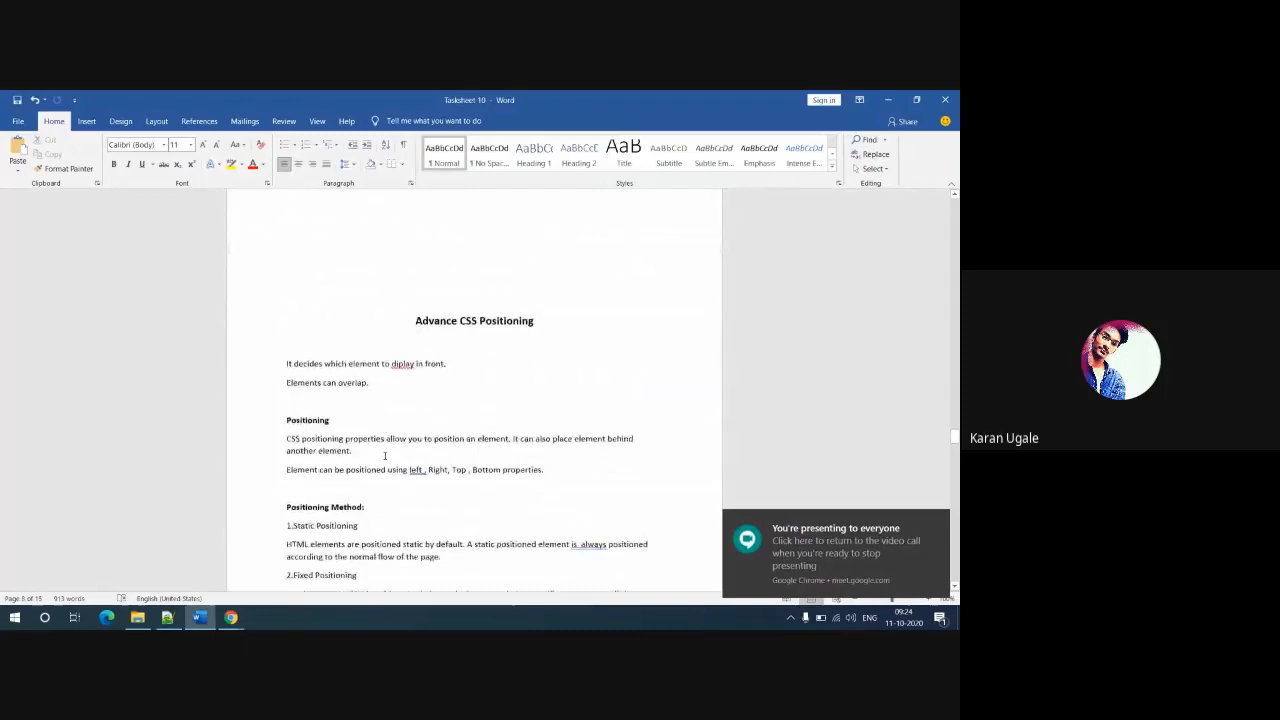 Tasksheet 10 - Word
Sign in
File Home Insert Design Layout References Mailings Review View Help Tell me what you want to do
Share
Paste
Cut
Copy
Format Painter
Calibri (Body) 11
Aa
AaBbCcDd AaBbCcDd AaBbCc AaBbCcE AaB AaBbCcD AaBbCcDd AaBbCcDd AaBbCcDd
1 Normal 1 No Spac... Heading 1 Heading 2 Title Subtitle Subtle Em... Emphasis Intense E...
Find
Replace
Select
Clipboard Font Paragraph Styles Editing
Advance CSS Positioning
It decides which element to diplay in front.
Elements can overlap.
Positioning
CSS positioning properties allow you to position an element. It can also place element behind
another element.
Element can be positioned using left , Right, Top , Bottom properties.
Positioning Method:
1.Static Positioning
HTML elements are positioned static by default. A static positioned element is always positioned
according to the normal flow of the page.
2.Fixed Positioning
You're presenting to everyone
Click here to return to the video call
when you're ready to stop
presenting
Google Chrome • meet.google.com
Page 8 of 15 913 words English (United States)
ENG
09:24
11-10-2020
Karan Ugale